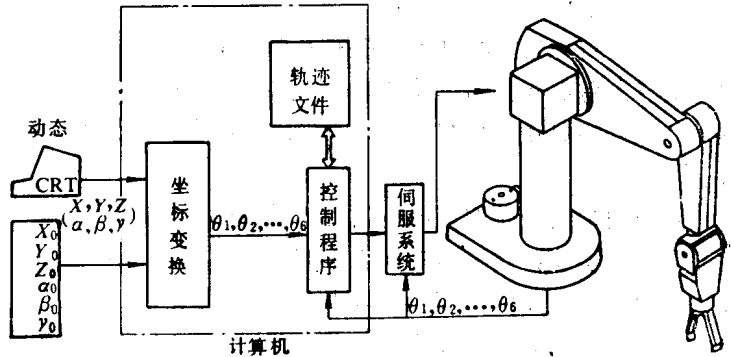 动态
CRT
(X,Y,Z
α、β、γ)
X₀
Y₀
Z₀
α₀
β₀
γ₀
坐标变换
θ₁,θ₂,…,θ₆
轨迹
文件
控制程序
伺服系统
θ₁,θ₂,…,θ₆
计算机